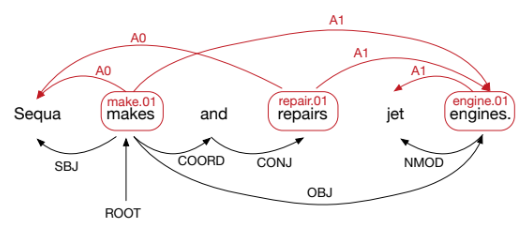 A1
A0
A1
A0
A1
make.01
repair.01
engine.01
Sequa makes and repairs jet engines.
SBJ
COORD
CONJ
NMOD
OBJ
ROOT